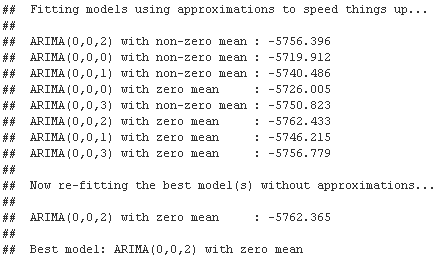 ##  Fitting models using approximations to speed things up...
##
##  ARIMA(0,0,2) with non-zero mean : -5756.396
##  ARIMA(0,0,0) with non-zero mean : -5719.912
##  ARIMA(0,0,1) with non-zero mean : -5740.486
##  ARIMA(0,0,0) with zero mean     : -5726.005
##  ARIMA(0,0,3) with non-zero mean : -5750.823
##  ARIMA(0,0,2) with zero mean     : -5762.433
##  ARIMA(0,0,1) with zero mean     : -5746.215
##  ARIMA(0,0,3) with zero mean     : -5756.779
##
##  Now re-fitting the best model(s) without approximations...
##
##  ARIMA(0,0,2) with zero mean     : -5762.365
##
##  Best model: ARIMA(0,0,2) with zero mean